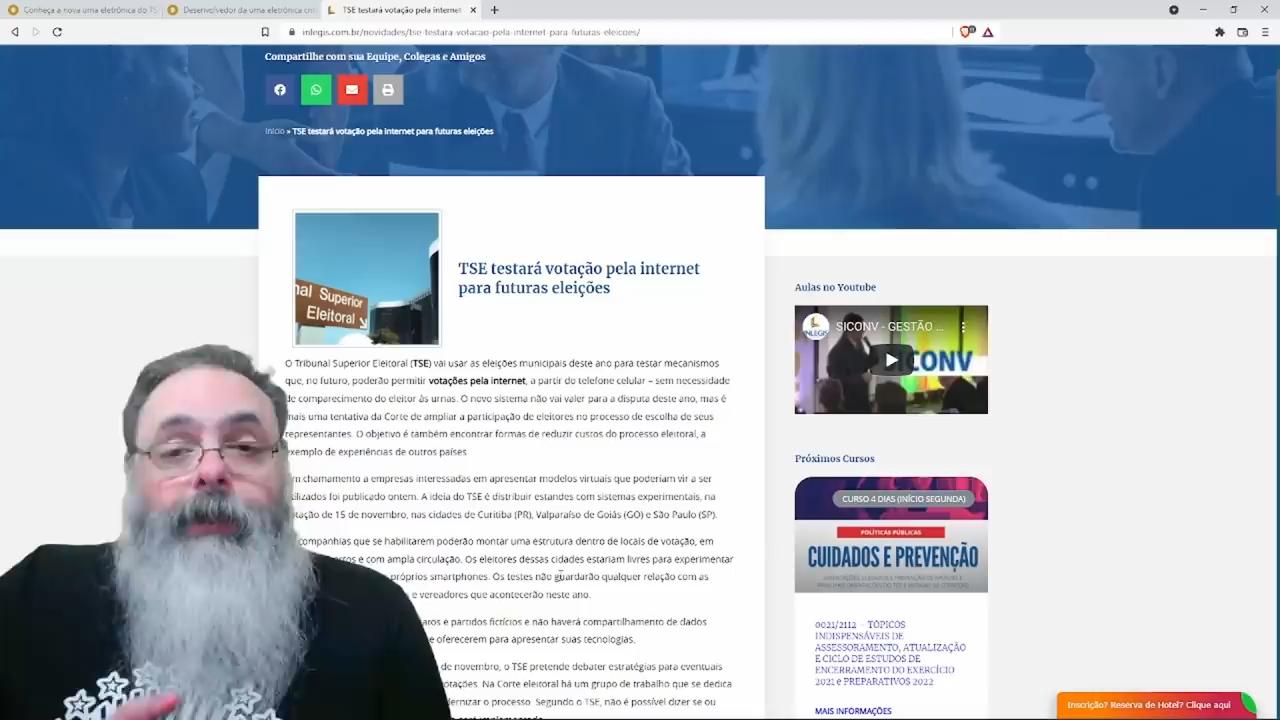 Conheça a nova urna eletrônica do TS
Desenvolvedor da urna eletrônica cri
TSE testará votação pela internet
inlegis.com.br/novidades/tse-testara-votacao-pela-internet-para-futuras-eleicoes/
Compartilhe com sua Equipe, Colegas e Amigos
Início » TSE testará votação pela internet para futuras eleições
nal Superior
Eleitoral
TSE testará votação pela internet
para futuras eleições
O Tribunal Superior Eleitoral (TSE) vai usar as eleições municipais deste ano para testar mecanismos
que, no futuro, poderão permitir votações pela internet, a partir do telefone celular – sem necessidade
de comparecimento do eleitor às urnas. O novo sistema não vai valer para a disputa deste ano, mas é
mais uma tentativa da Corte de ampliar a participação de eleitores no processo de escolha de seus
representantes. O objetivo é também encontrar formas de reduzir custos do processo eleitoral, a
exemplo de experiências de outros países
m chamamento a empresas interessadas em apresentar modelos virtuais que poderiam vir a ser
ilizados foi publicado ontem. A ideia do TSE é distribuir estandes com sistemas experimentais, na
tação de 15 de novembro, nas cidades de Curitiba (PR), Valparaíso de Goiás (GO) e São Paulo (SP).
companhias que se habilitarem poderão montar uma estrutura dentro de locais de votação, em
e com ampla circulação. Os eleitores dessas cidades estariam livres para experimentar
próprios smartphones. Os testes não guardarão qualquer relação com as
e vereadores que acontecerão neste ano.
e partidos fictícios e não haverá compartilhamento de dados
e oferecerem para apresentar suas tecnologias.
de novembro, o TSE pretende debater estratégias para eventuais
otações. Na Corte eleitoral há um grupo de trabalho que se dedica
dernizar o processo. Segundo o TSE, não é possível dizer se ou
Aulas no Youtube
INLEGIS
SICONV - GESTÃO ...
CONV
Próximos Cursos
CURSO 4 DIAS (INÍCIO SEGUNDA)
POLÍTICAS PÚBLICAS
CUIDADOS E PREVENÇÃO
0021/2112 - TÓPICOS
INDISPENSÁVEIS DE
ASSESSORAMENTO, ATUALIZAÇÃO
E CICLO DE ESTUDOS DE
ENCERRAMENTO DO EXERCÍCIO
2021 e PREPARATIVOS 2022
MAIS INFORMAÇÕES
Inscrição? Reserva de Hotel? Clique aqui